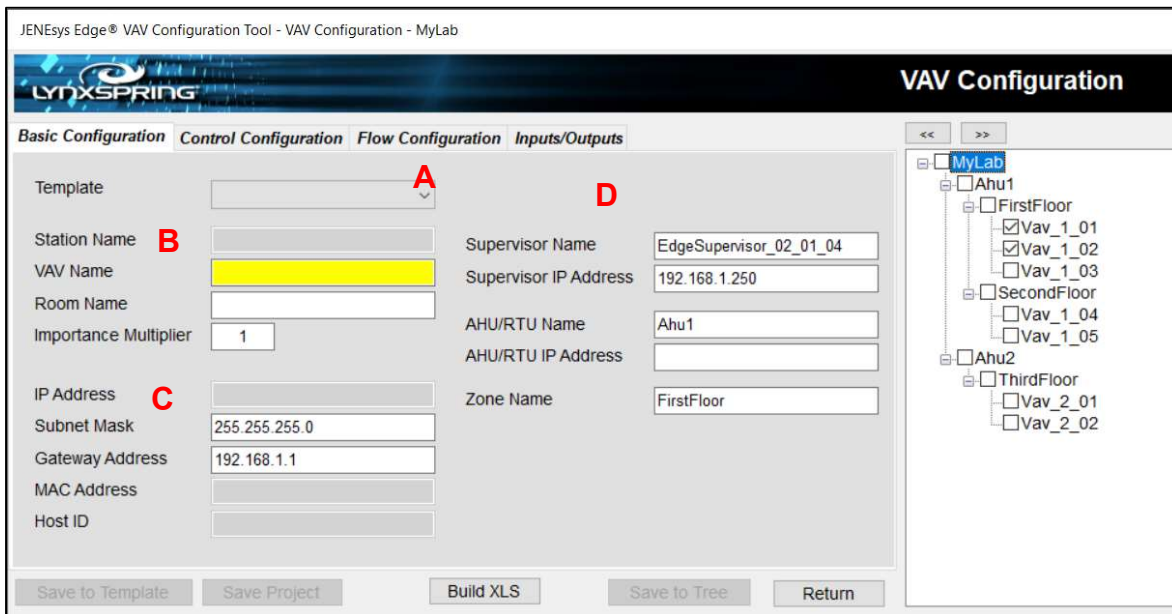 JENEsys Edge® VAV Configuration Tool - VAV Configuration - MyLab
LYNXSPRING
VAV Configuration
Basic Configuration Control Configuration Flow Configuration Inputs/Outputs
<< >>
A
D
Template
B
Station Name
VAV Name
Room Name
Importance Multiplier 1
C
IP Address
Subnet Mask 255.255.255.0
Gateway Address 192.168.1.1
MAC Address
Host ID
Supervisor Name EdgeSupervisor_02_01_04
Supervisor IP Address 192.168.1.250
AHU/RTU Name Ahu1
AHU/RTU IP Address
Zone Name FirstFloor
MyLab
Ahu1
FirstFloor
Vav_1_01
Vav_1_02
Vav_1_03
SecondFloor
Vav_1_04
Vav_1_05
Ahu2
ThirdFloor
Vav_2_01
Vav_2_02
Save to Template Save Project Build XLS Save to Tree Return